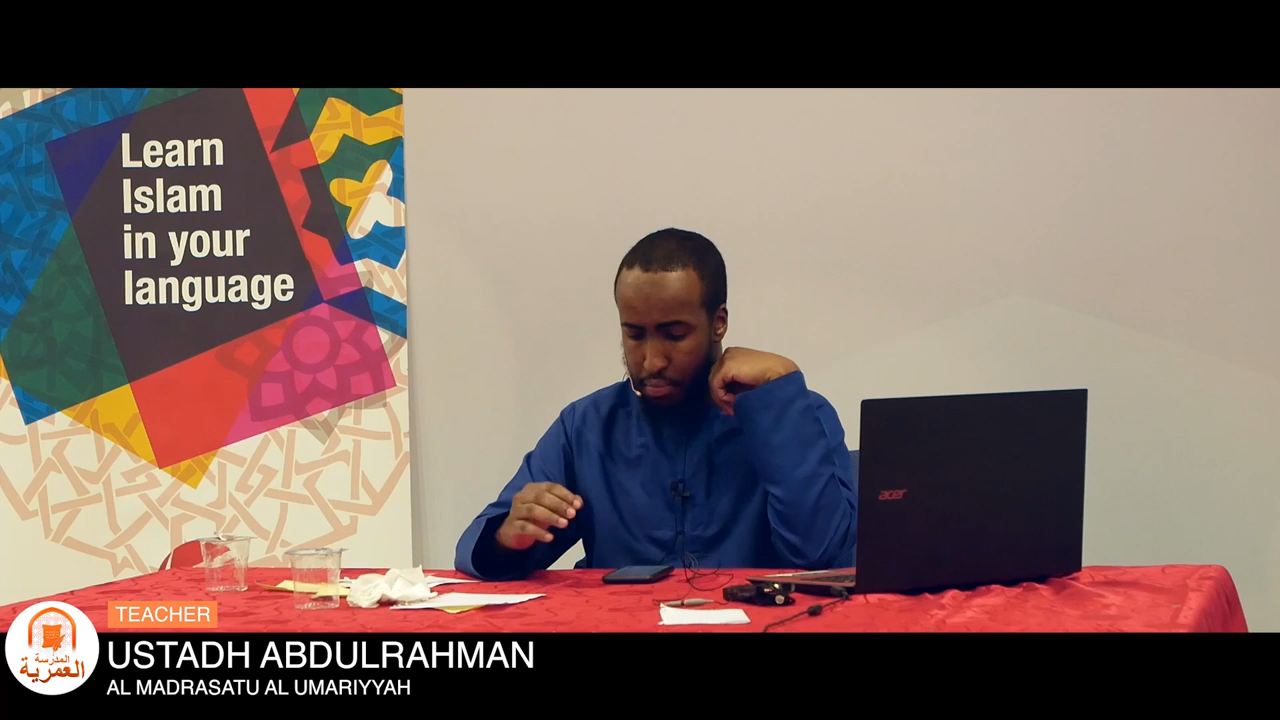 Learn
Islam
in your
language
acer
TEACHER
USTADH ABDULRAHMAN
AL MADRASATU AL UMARIYYAH
المدرسة
العمرية